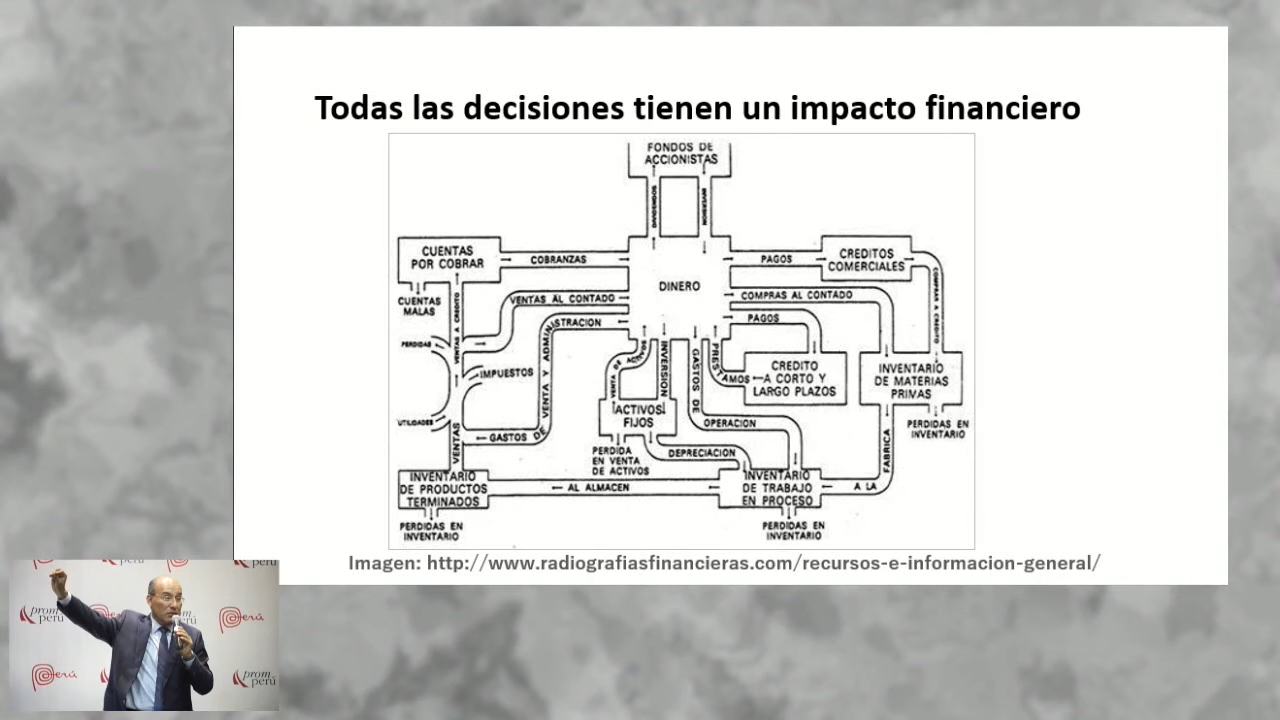 Todas las decisiones tienen un impacto financiero
FONDOS DE
ACCIONISTAS
DIVIDENDOS
INVERSION
CUENTAS
POR COBRAR
COBRANZAS
DINERO
PAGOS
CREDITOS
COMERCIALES
CUENTAS
MALAS
VENTAS A CREDITO
VENTAS AL CONTADO
COMPRAS AL CONTADO
COMPRAS A CREDITO
GASTOS DE VENTA Y ADMINISTRACION
PAGOS
PERDIDAS
IMPUESTOS
UTILIDADES
VENTAS
VENTA DE ACTIVOS
INVERSION
GASTOS DE
OPERACION
PRESTAMOS
CREDITO
A CORTO Y
LARGO PLAZOS
INVENTARIO
DE MATERIAS
PRIMAS
PERDIDAS EN
INVENTARIO
ACTIVOS
FIJOS
PERDIDA
EN VENTA
DE ACTIVOS
DEPRECIACION
A LA
FABRICA
INVENTARIO
DE PRODUCTOS
TERMINADOS
AL ALMACEN
INVENTARIO
DE TRABAJO
EN PROCESO
PERDIDAS EN
INVENTARIO
PERDIDAS EN
INVENTARIO
Imagen: http://www.radiografiasfinancieras.com/recursos-e-informacion-general/
prom
perú
Perú
Perú
prom
perú